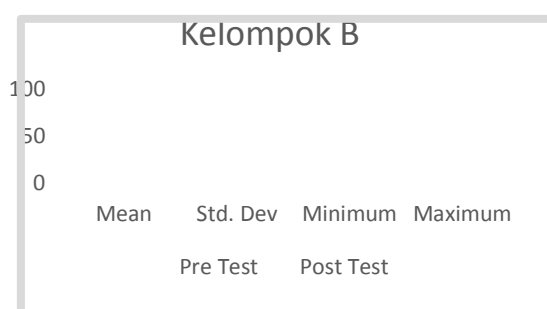 Kelompok B
100
50
0
Mean Std. Dev Minimum Maximum
Pre Test Post Test